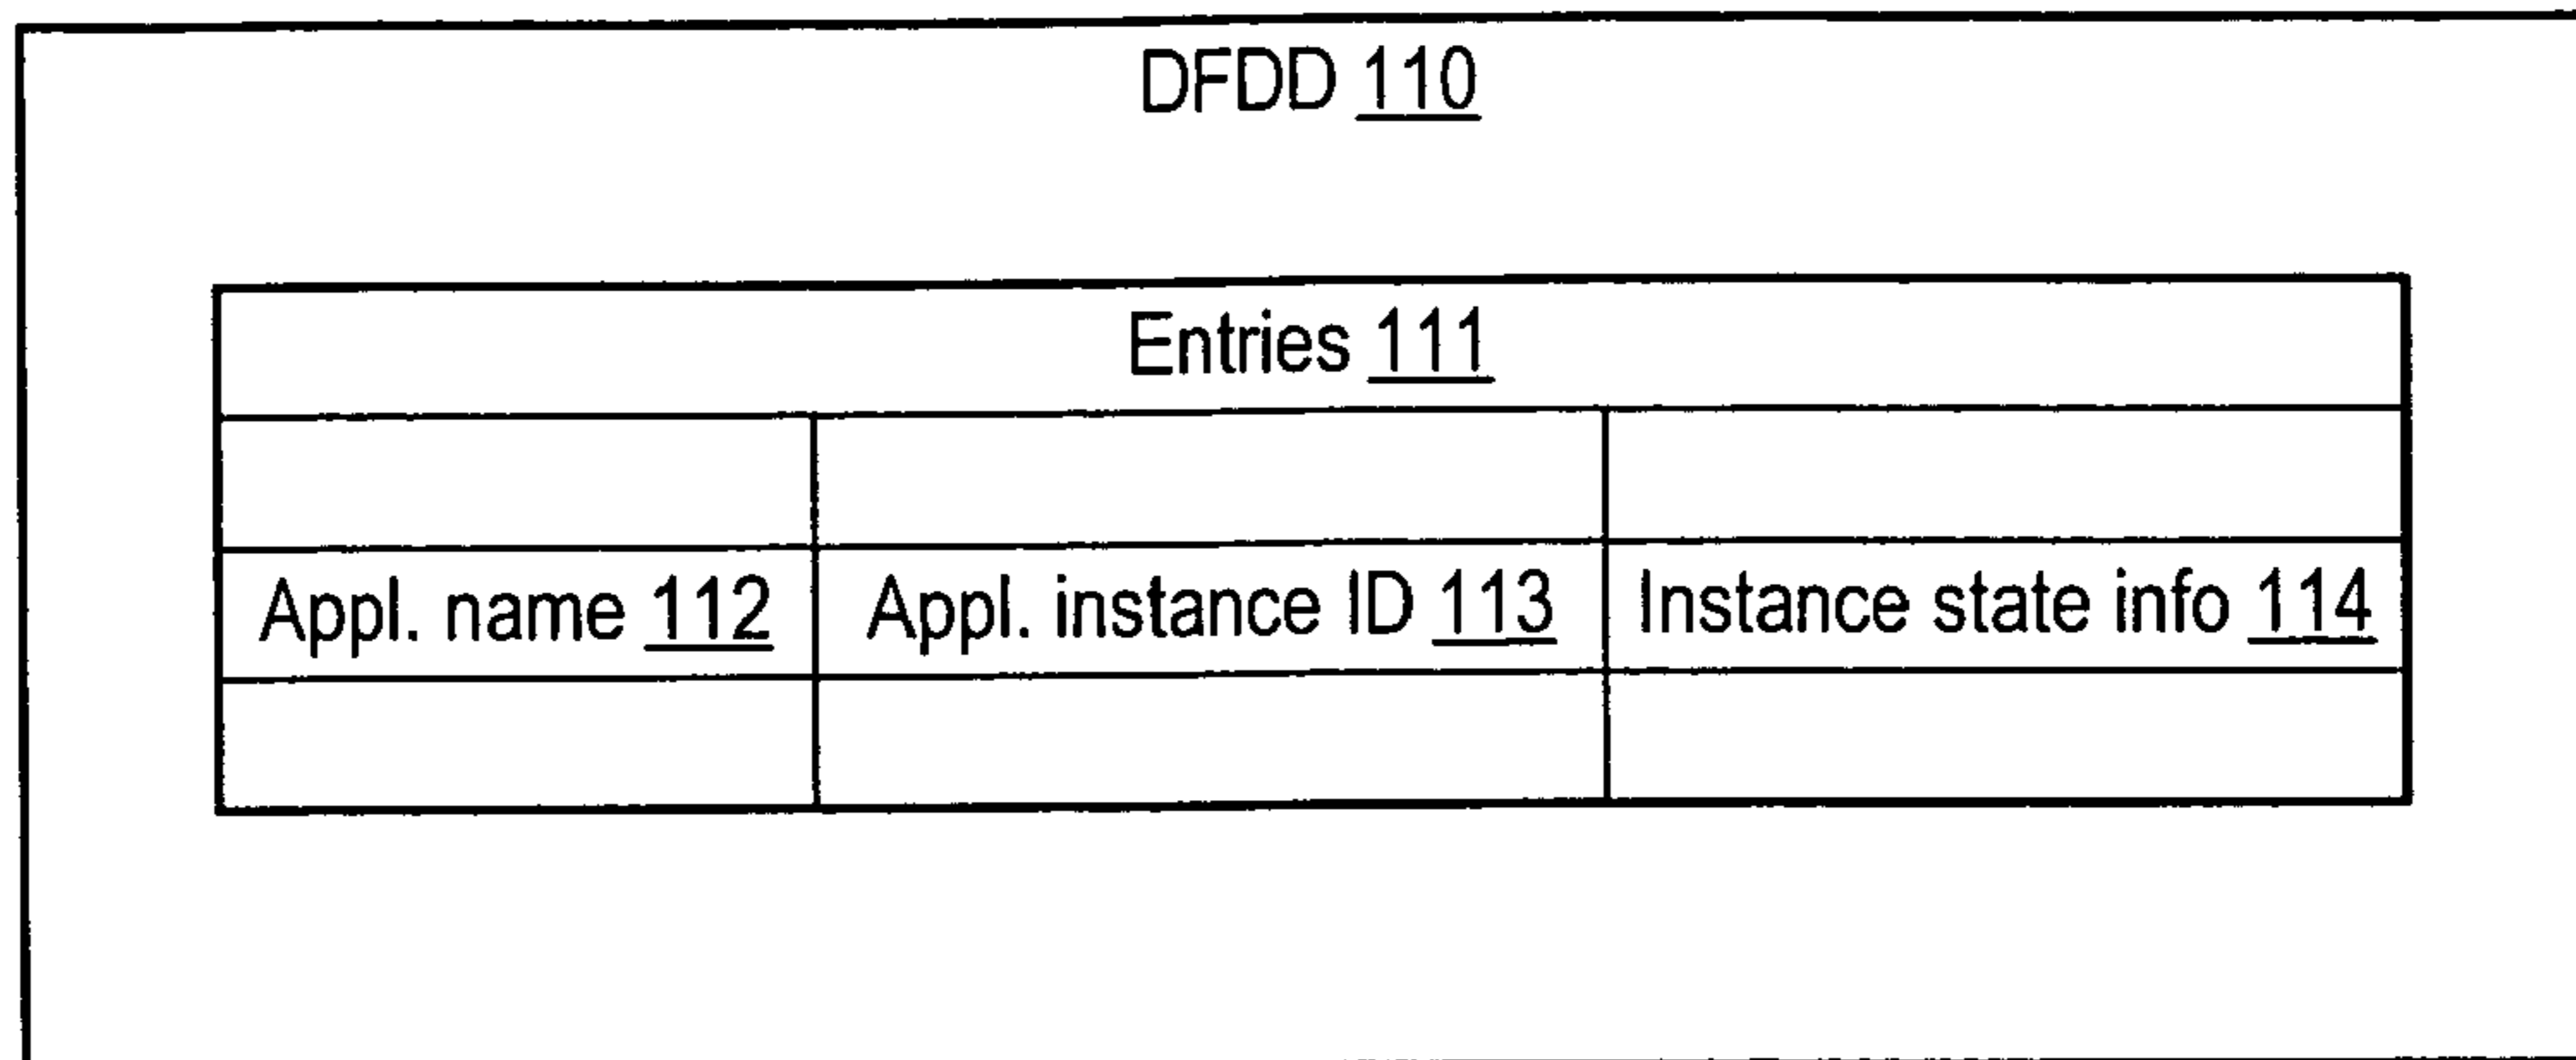 DFDD 110
Entries 111
Appl. name 112 Appl. instance ID 113 Instance state info 114